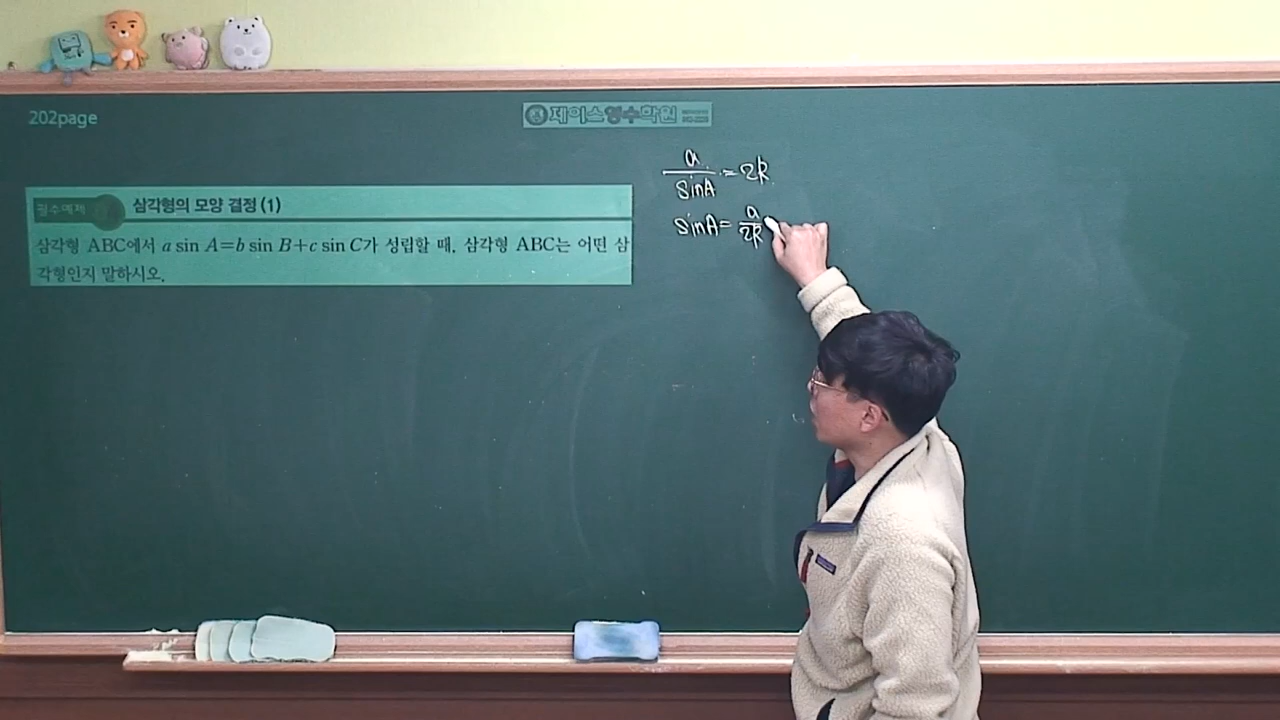 202page
제이스영수학원
필수예제
삼각형의 모양 결정 (1)
삼각형 ABC에서 a sin A=b sin B+c sin C가 성립할 때, 삼각형 ABC는 어떤 삼
각형인지 말하시오.
a/sinA = 2R
sinA = a/2R